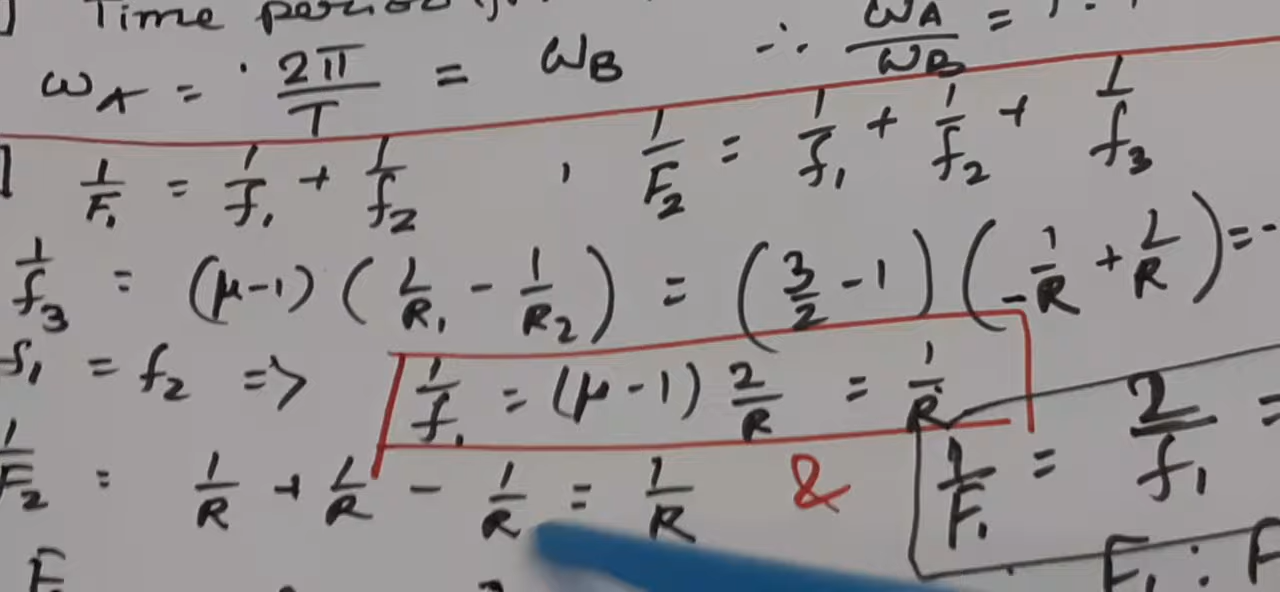 ] Time period
ω_A = 2π/T = ω_B ∴ ω_A/ω_B =
] 1/F₁ = 1/f₁ + 1/f₂ , 1/F₂ = 1/f₁ + 1/f₂ + 1/f₃
1/f₃ = (μ-1) (1/R₁ - 1/R₂) = (3/2 - 1) (-1/R + 1/R) = -
f₁ = f₂ => 1/f₁ = (μ-1) 2/R = 1/R
1/F₂ = 1/R + 1/R - 1/R = 1/R & 1/F₁ = 2/f₁ =
F₁ : F